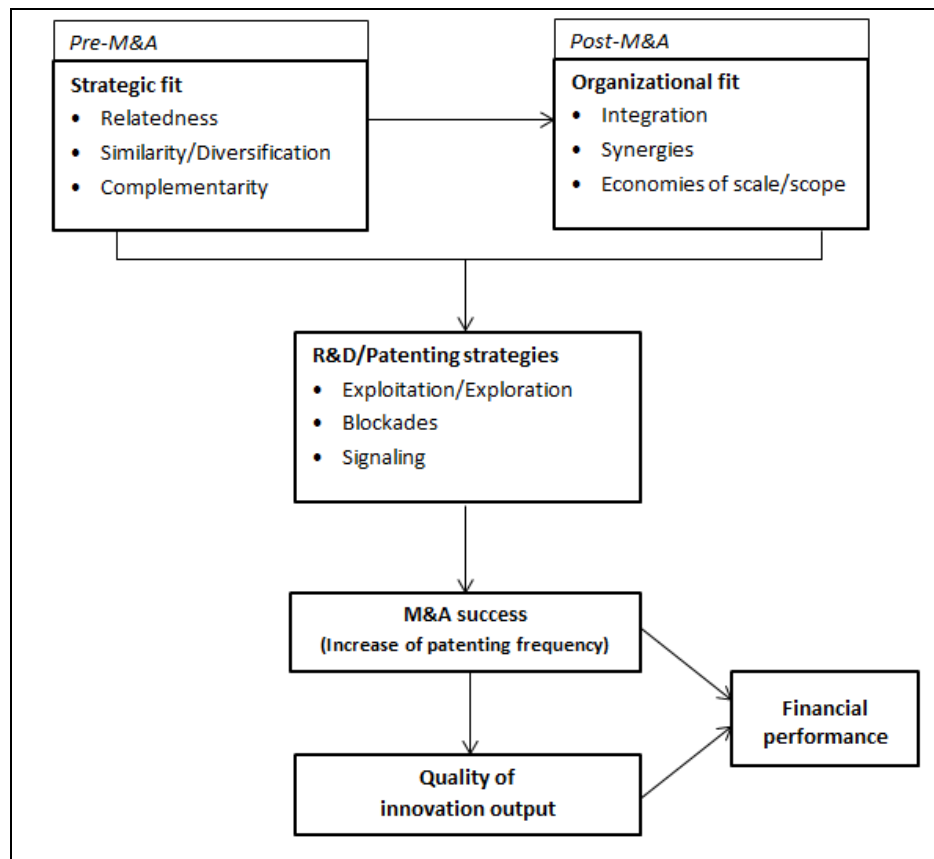 Pre-M&A
Strategic fit
• Relatedness
• Similarity/Diversification
• Complementarity
Post-M&A
Organizational fit
• Integration
• Synergies
• Economies of scale/scope
R&D/Patenting strategies
• Exploitation/Exploration
• Blockades
• Signaling
M&A success
(Increase of patenting frequency)
Quality of
innovation output
Financial
performance